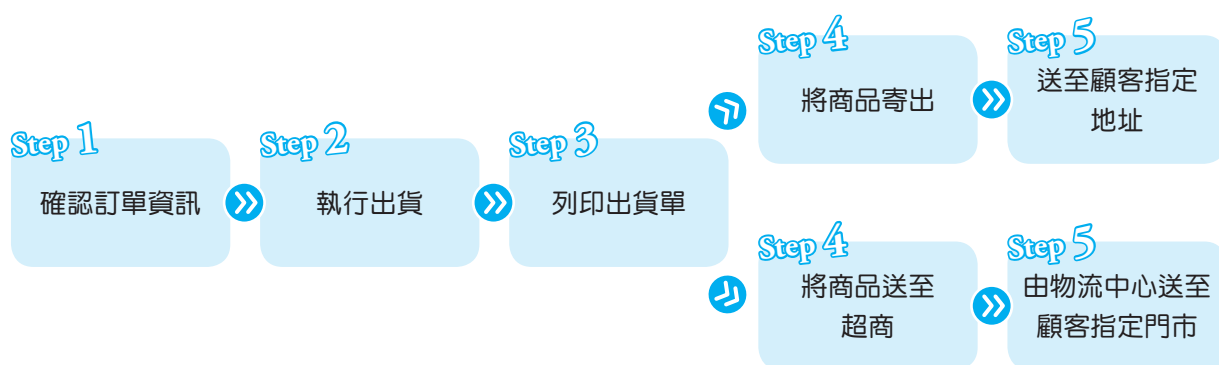 Step 1
確認訂單資訊
Step 2
執行出貨
Step 3
列印出貨單
Step 4
將商品寄出
Step 5
送至顧客指定
地址
Step 4
將商品送至
超商
Step 5
由物流中心送至
顧客指定門市